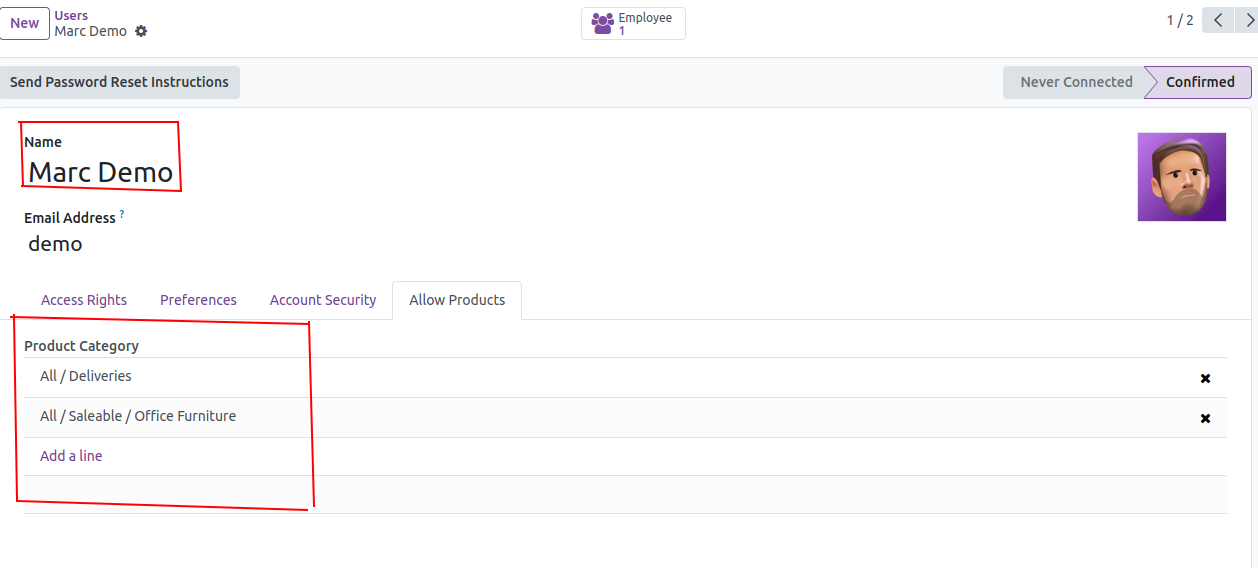 New
Users
Marc Demo
Employee
1
1 / 2
Send Password Reset Instructions
Never Connected
Confirmed
Name
Marc Demo
Email Address ?
demo
Access Rights
Preferences
Account Security
Allow Products
Product Category
All / Deliveries
All / Saleable / Office Furniture
Add a line